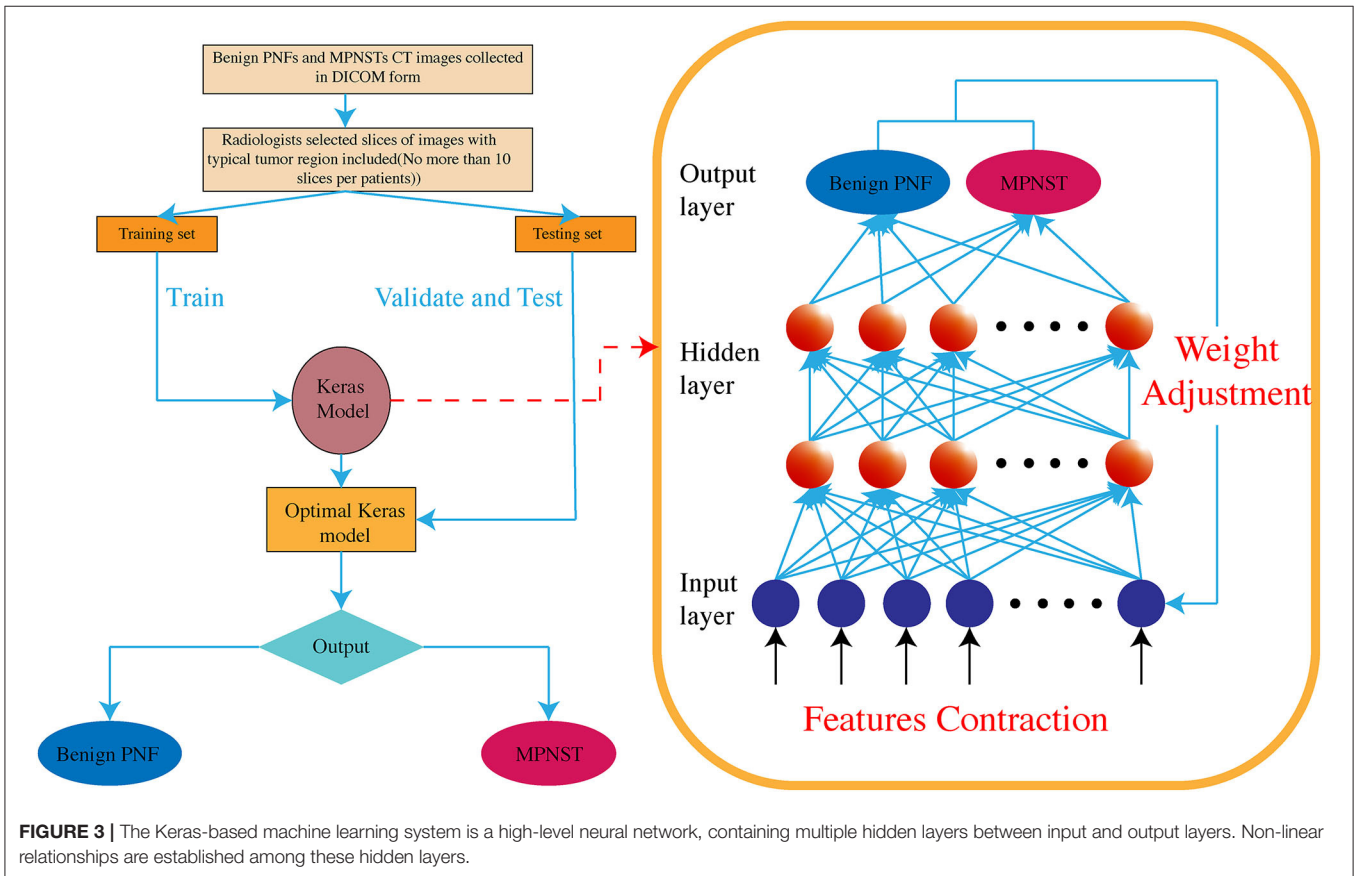 Benign PNFs and MPNSTs CT images collected
in DICOM form
Radiologists selected slices of images with
typical tumor region included(No more than 10
slices per patients))
Training set
Testing set
Train
Validate and Test
Keras
Model
Optimal Keras
model
Output
Benign PNF
MPNST
Output
layer
Benign PNF
MPNST
Hidden
layer
Weight
Adjustment
Input
layer
Features Contraction
FIGURE 3 | The Keras-based machine learning system is a high-level neural network, containing multiple hidden layers between input and output layers. Non-linear
relationships are established among these hidden layers.